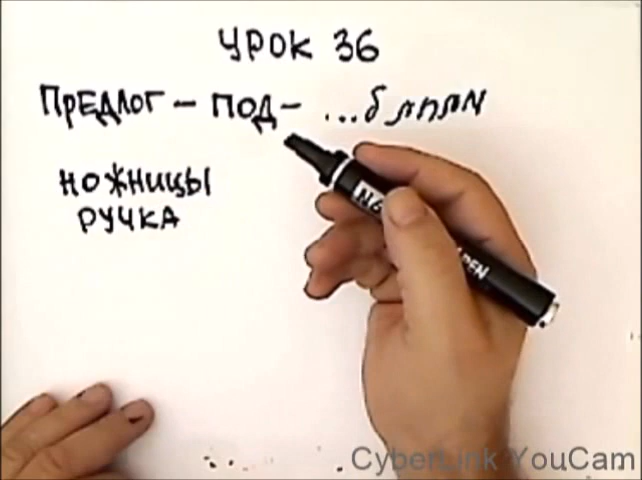 УРОК 36
ПРЕДЛОГ – ПОД –
НОЖНИЦЫ
РУЧКА
CyberLink YouCam